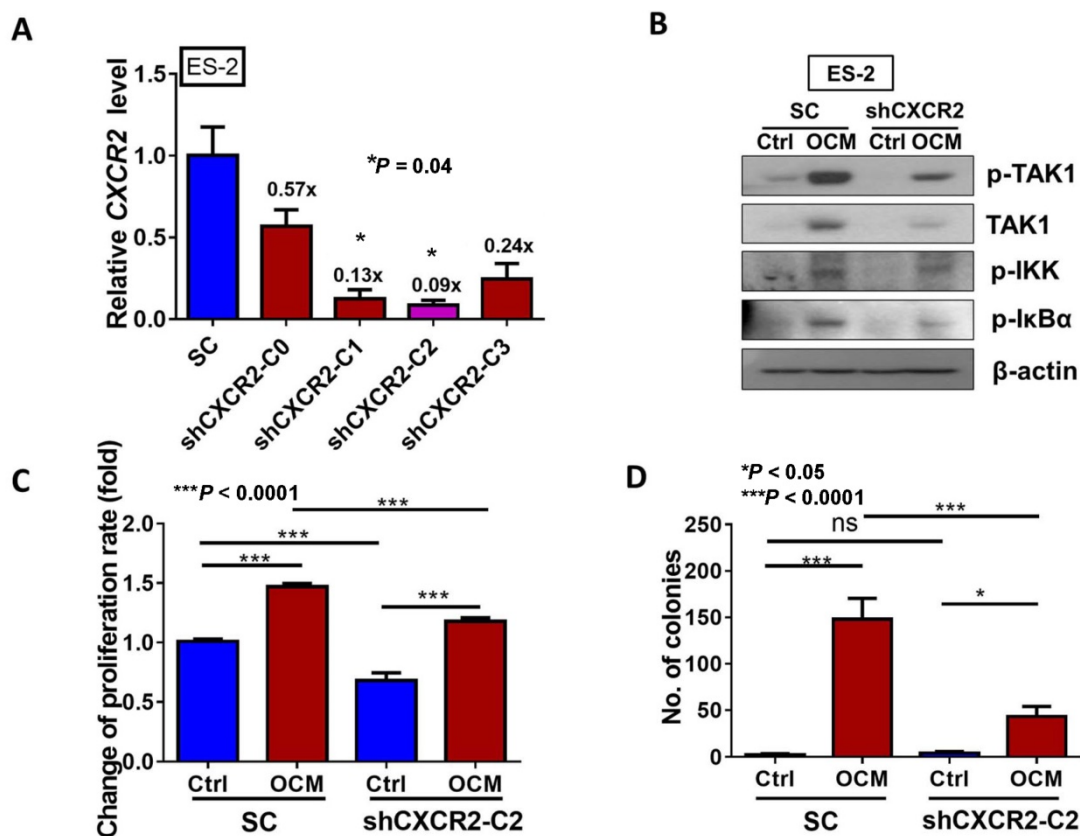 A
ES-2
Relative CXCR2 level
1.5
1.0
0.5
0.0
*P = 0.04
0.57x
*
0.13x
*
0.09x
0.24x
SC
shCXCR2-C0
shCXCR2-C1
shCXCR2-C2
shCXCR2-C3
B
ES-2
SC shCXCR2
Ctrl OCM Ctrl OCM
p-TAK1
TAK1
p-IKK
p-IκBα
β-actin
C
***P < 0.0001
Change of proliferation rate (fold)
2.0
1.5
1.0
0.5
0.0
***
***
***
***
Ctrl OCM Ctrl OCM
SC shCXCR2-C2
D
*P < 0.05
***P < 0.0001
No. of colonies
250
200
150
100
50
0
***
ns
***
*
Ctrl OCM Ctrl OCM
SC shCXCR2-C2